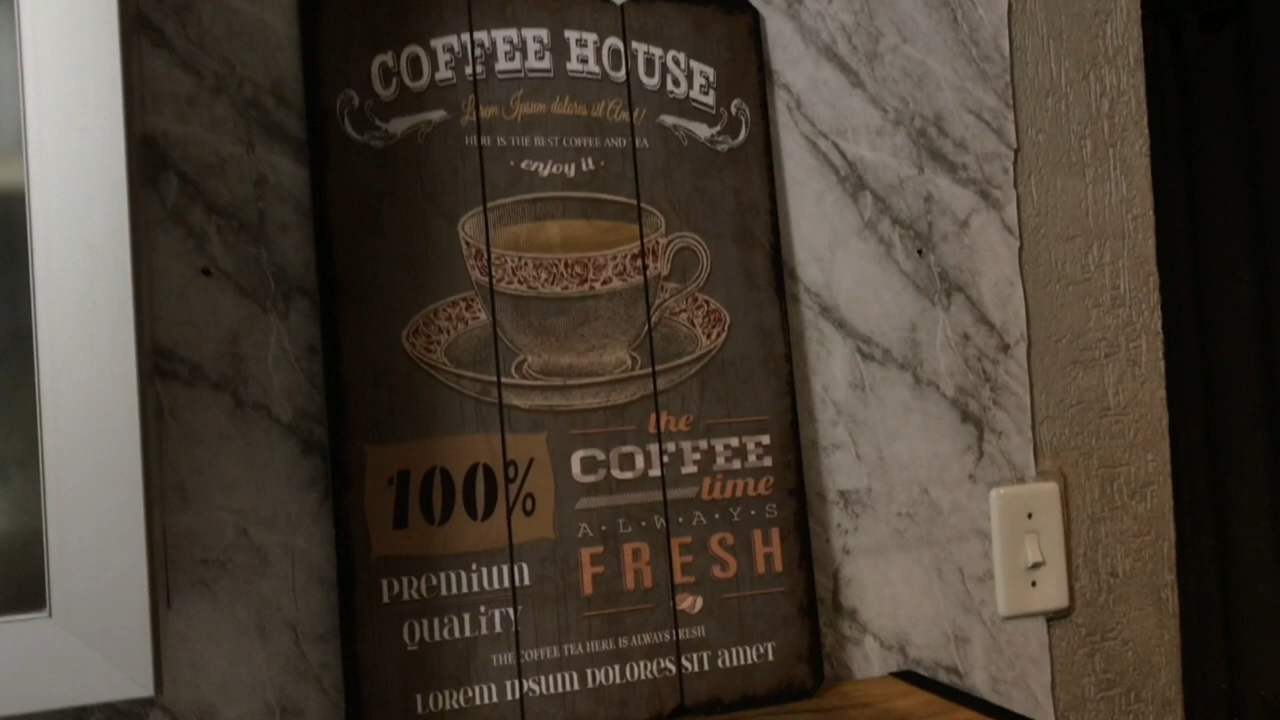 COFFEE HOUSE
Lorem Ipsum dolores sit Amet!
HERE IS THE BEST COFFEE AND TEA
• enjoy it •
100%
PREMIUM
QUALITY
the
COFFEE
time
A•L•W•A•Y•S
FRESH
THE COFFEE TEA HERE IS ALWAYS FRESH
LOREM IPSUM DOLORES SIT AMET